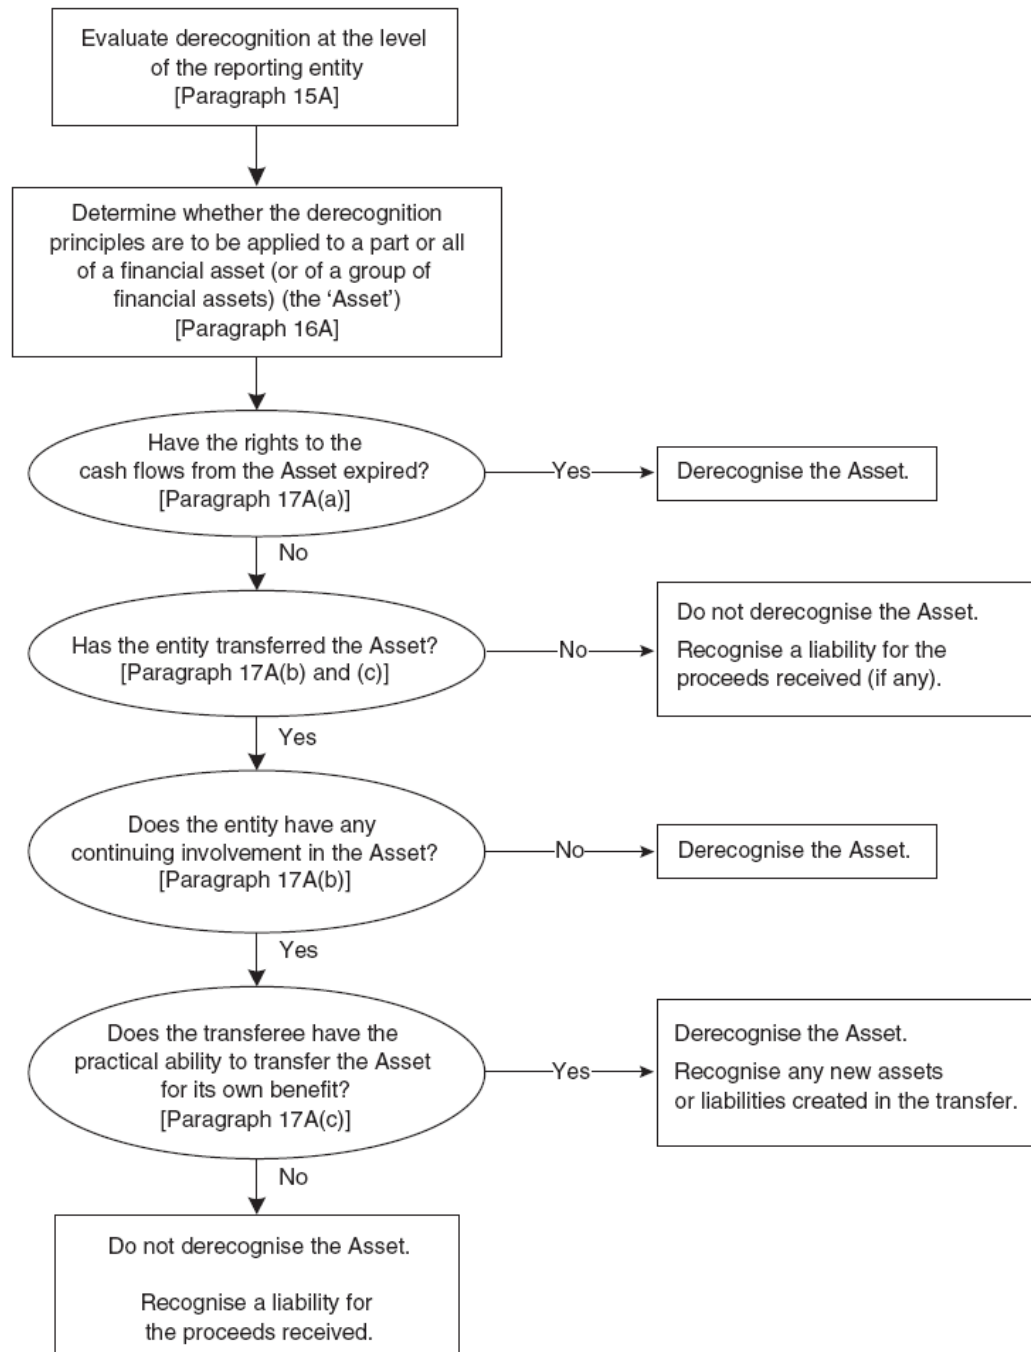 Evaluate derecognition at the level
of the reporting entity
[Paragraph 15A]
Determine whether the derecognition
principles are to be applied to a part or all
of a financial asset (or of a group of
financial assets) (the ‘Asset’)
[Paragraph 16A]
Have the rights to the
cash flows from the Asset expired?
[Paragraph 17A(a)]
Yes
Derecognise the Asset.
No
Has the entity transferred the Asset?
[Paragraph 17A(b) and (c)]
No
Do not derecognise the Asset.
Recognise a liability for the
proceeds received (if any).
Yes
Does the entity have any
continuing involvement in the Asset?
[Paragraph 17A(b)]
No
Derecognise the Asset.
Yes
Does the transferee have the
practical ability to transfer the Asset
for its own benefit?
[Paragraph 17A(c)]
Yes
Derecognise the Asset.
Recognise any new assets
or liabilities created in the transfer.
No
Do not derecognise the Asset.
Recognise a liability for
the proceeds received.